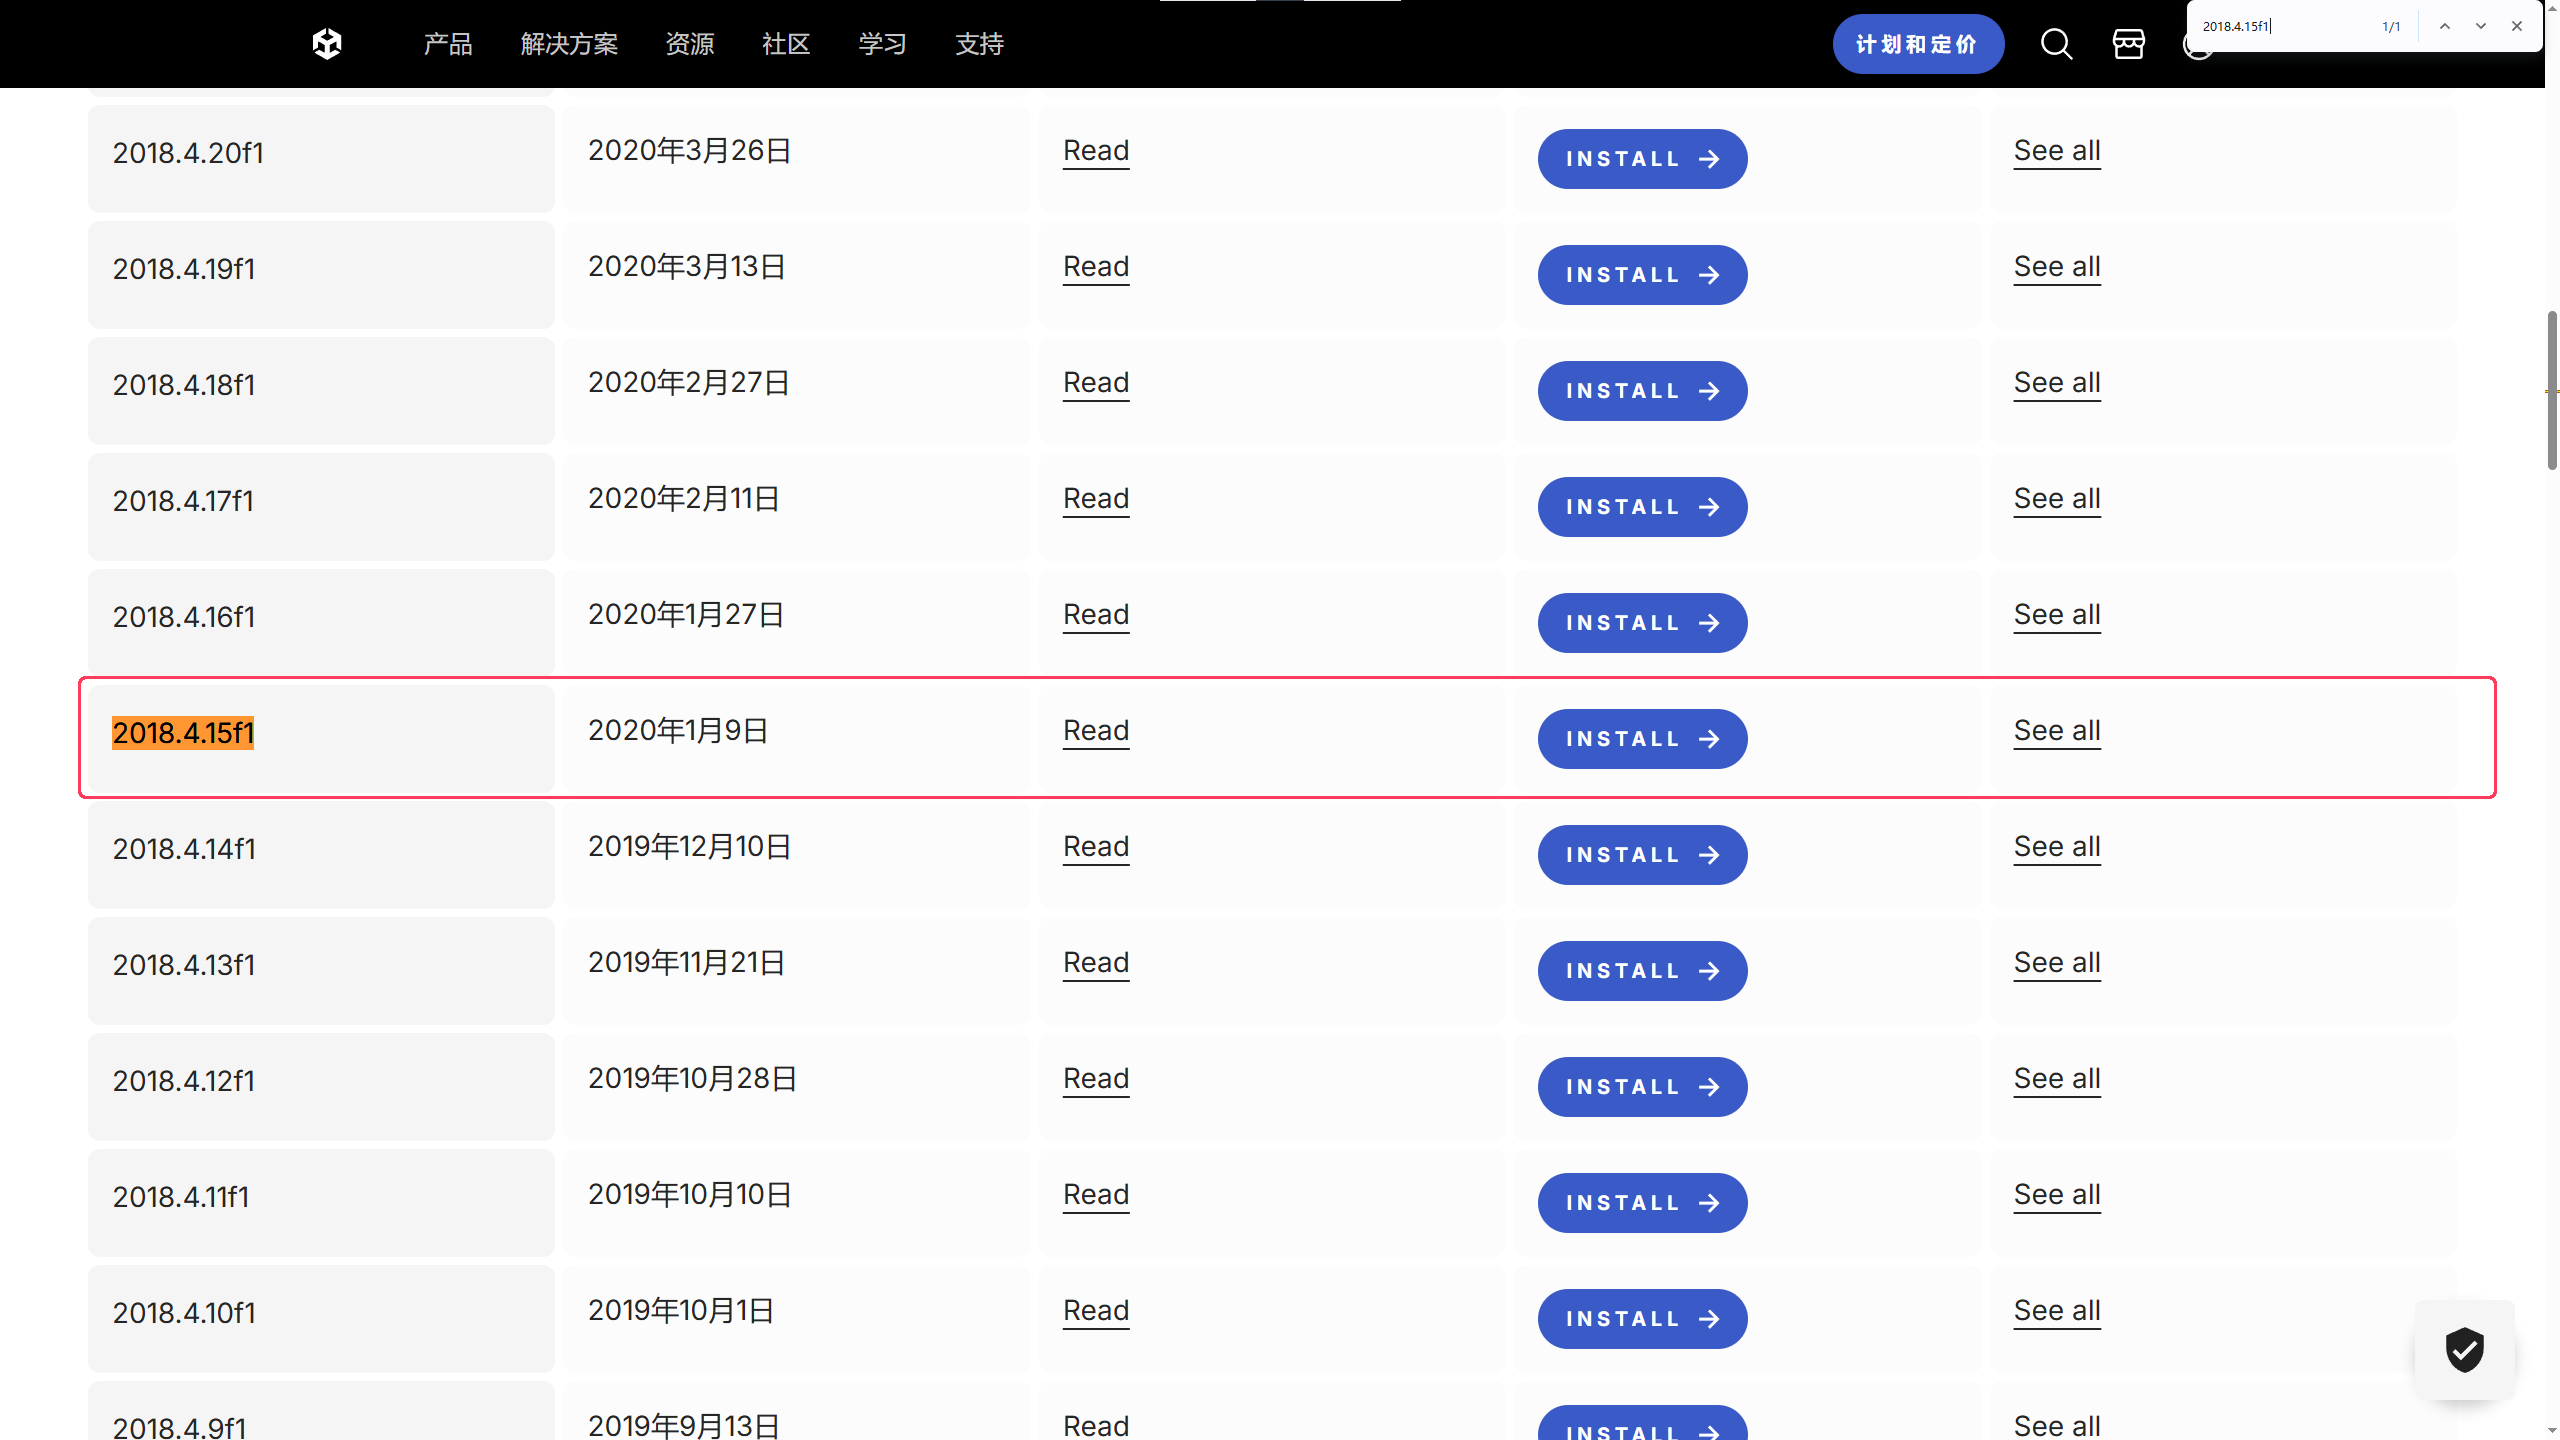 产品 解决方案 资源 社区 学习 支持 计划和定价 2018.4.15f1 1/1
2018.4.20f1 2020年3月26日 Read INSTALL → See all
2018.4.19f1 2020年3月13日 Read INSTALL → See all
2018.4.18f1 2020年2月27日 Read INSTALL → See all
2018.4.17f1 2020年2月11日 Read INSTALL → See all
2018.4.16f1 2020年1月27日 Read INSTALL → See all
2018.4.15f1 2020年1月9日 Read INSTALL → See all
2018.4.14f1 2019年12月10日 Read INSTALL → See all
2018.4.13f1 2019年11月21日 Read INSTALL → See all
2018.4.12f1 2019年10月28日 Read INSTALL → See all
2018.4.11f1 2019年10月10日 Read INSTALL → See all
2018.4.10f1 2019年10月1日 Read INSTALL → See all
2018.4.9f1 2019年9月13日 Read INSTALL → See all